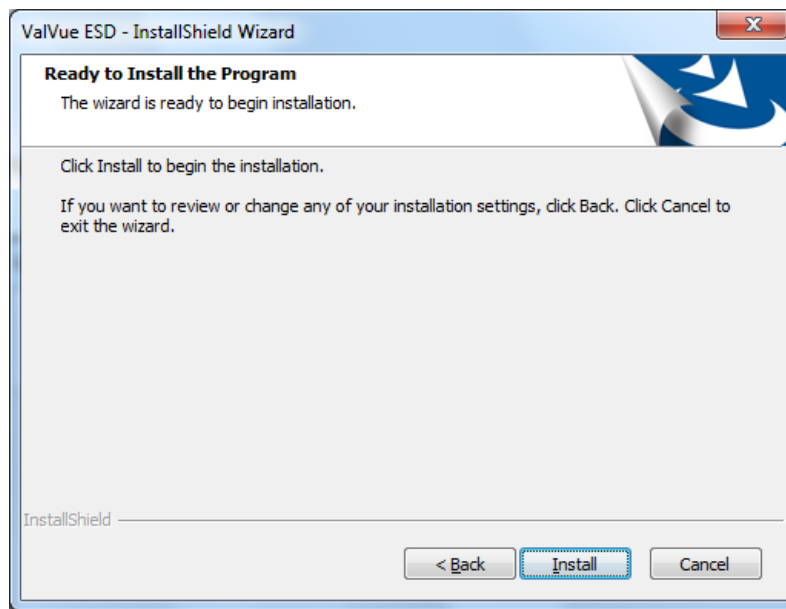 ValVue ESD - InstallShield Wizard
Ready to Install the Program
The wizard is ready to begin installation.
Click Install to begin the installation.
If you want to review or change any of your installation settings, click Back. Click Cancel to
exit the wizard.
InstallShield
< Back Install Cancel